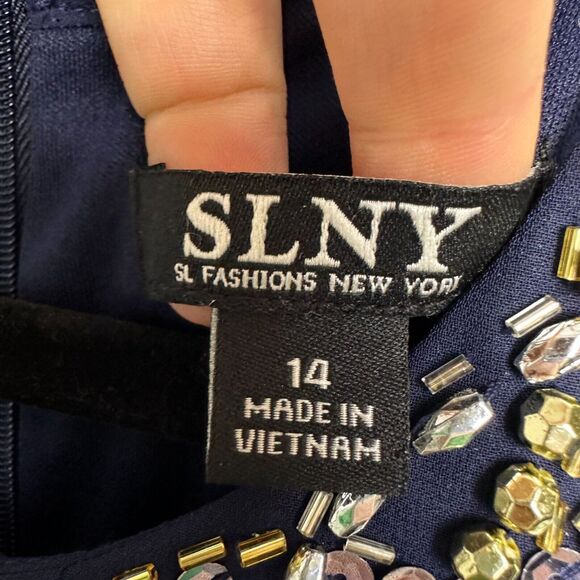 SLNY
SL FASHIONS NEW YORK
14
MADE IN
VIETNAM